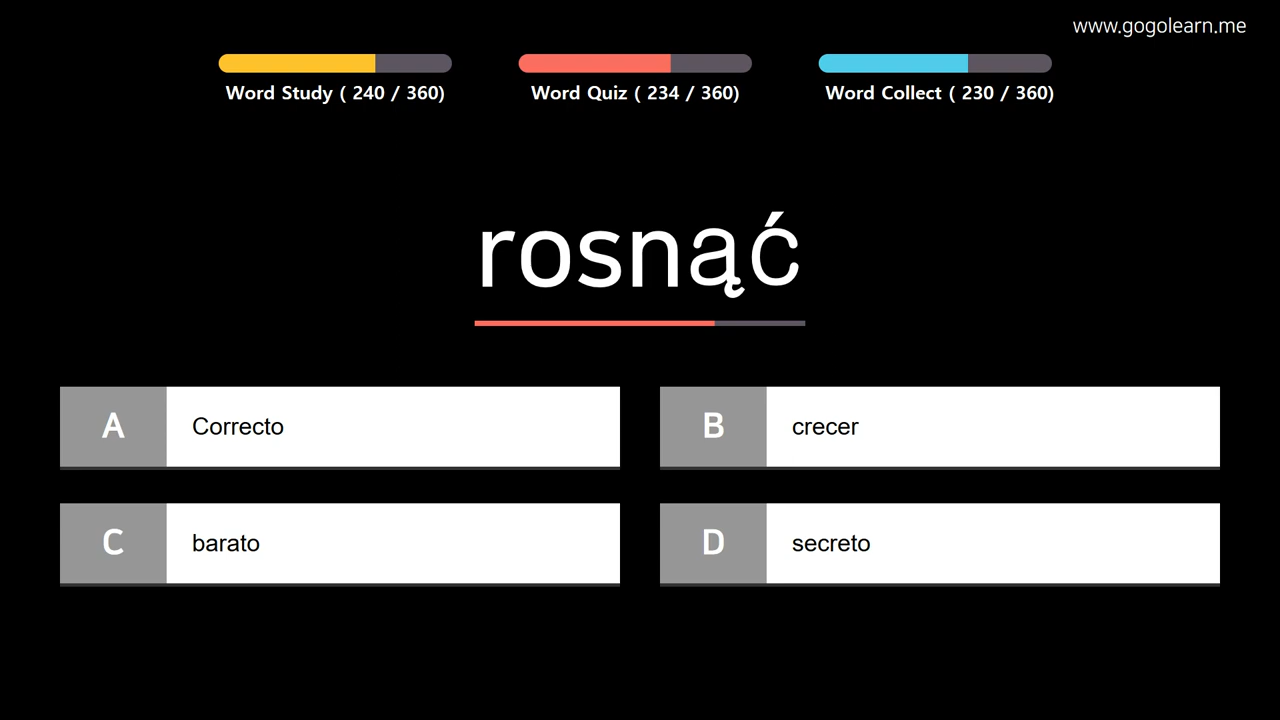 www.gogolearn.me
Word Study ( 240 / 360)
Word Quiz ( 234 / 360)
Word Collect ( 230 / 360)
rosnąć
A Correcto
B crecer
C barato
D secreto